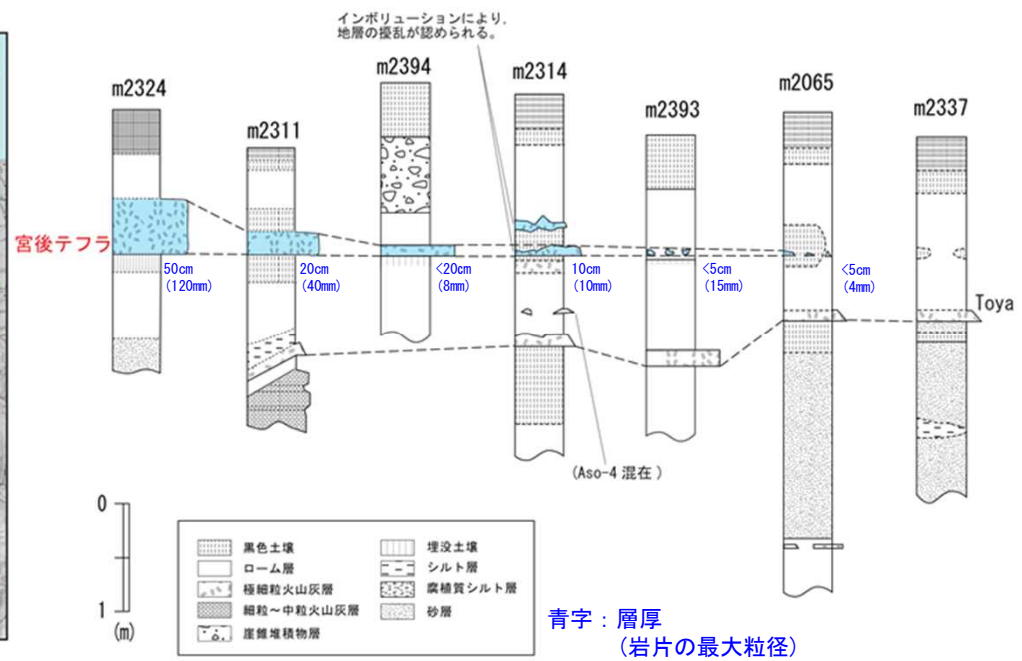 インボリューションにより,
地層の擾乱が認められる。
m2324
m2311
m2394
m2314
m2393
m2065
m2337
宮後テフラ
50cm
(120mm)
20cm
(40mm)
<20cm
(8mm)
10cm
(10mm)
<5cm
(15mm)
<5cm
(4mm)
Toya
(Aso-4 混在 )
0
1
(m)
黒色土壌
ローム層
極細粒火山灰層
細粒～中粒火山灰層
崖錐堆積物層
埋没土壌
シルト層
腐植質シルト層
砂層
青字：層厚
(岩片の最大粒径)